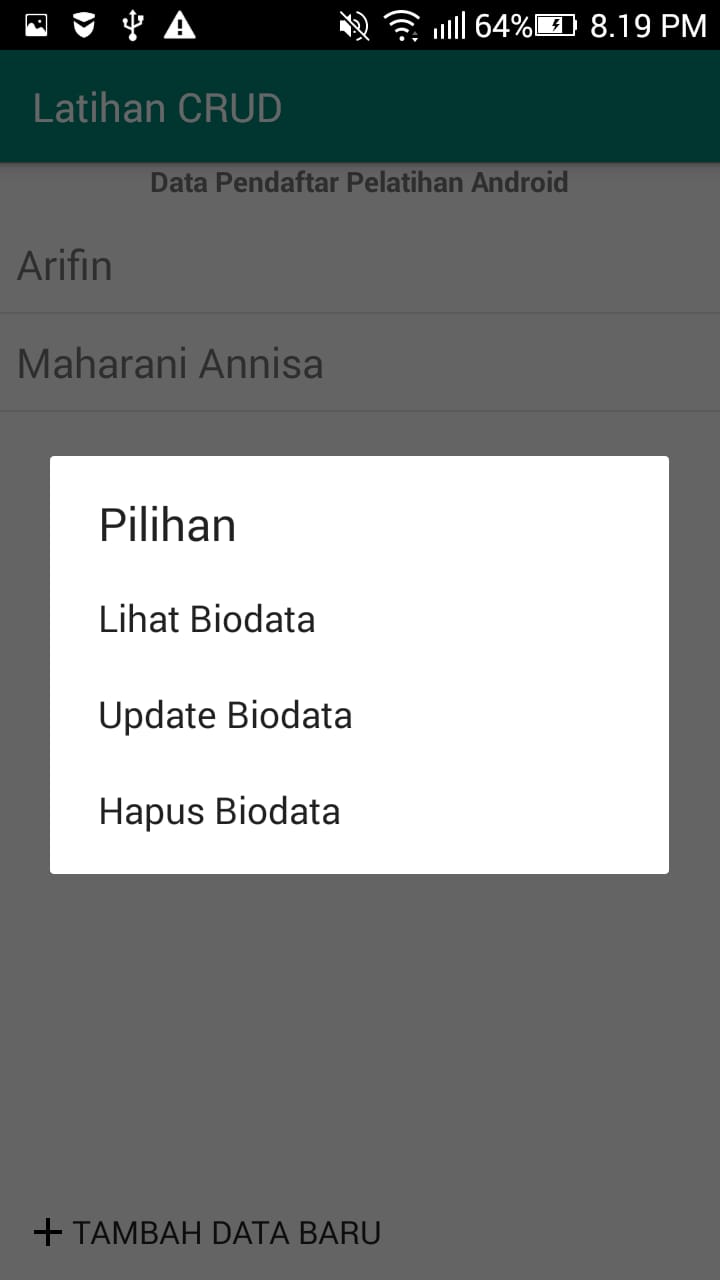 64% 8.19 PM
Latihan CRUD
Data Pendaftar Pelatihan Android
Arifin
Maharani Annisa
Pilihan
Lihat Biodata
Update Biodata
Hapus Biodata
+ TAMBAH DATA BARU